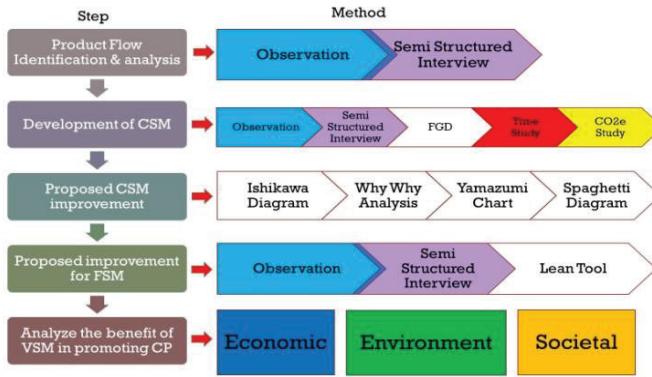 Step
Method
Product Flow
Identification & analysis
Observation
Semi Structured
Interview
Development of CSM
Observation
Semi
Structured
Interview
FGD
Time
Study
CO2e
Study
Proposed CSM
improvement
Ishikawa
Diagram
Why Why
Analysis
Yamazumi
Chart
Spaghetti
Diagram
Proposed improvement
for FSM
Observation
Semi
Structured
Interview
Lean Tool
Analyze the benefit of
VSM in promoting CP
Economic
Environment
Societal